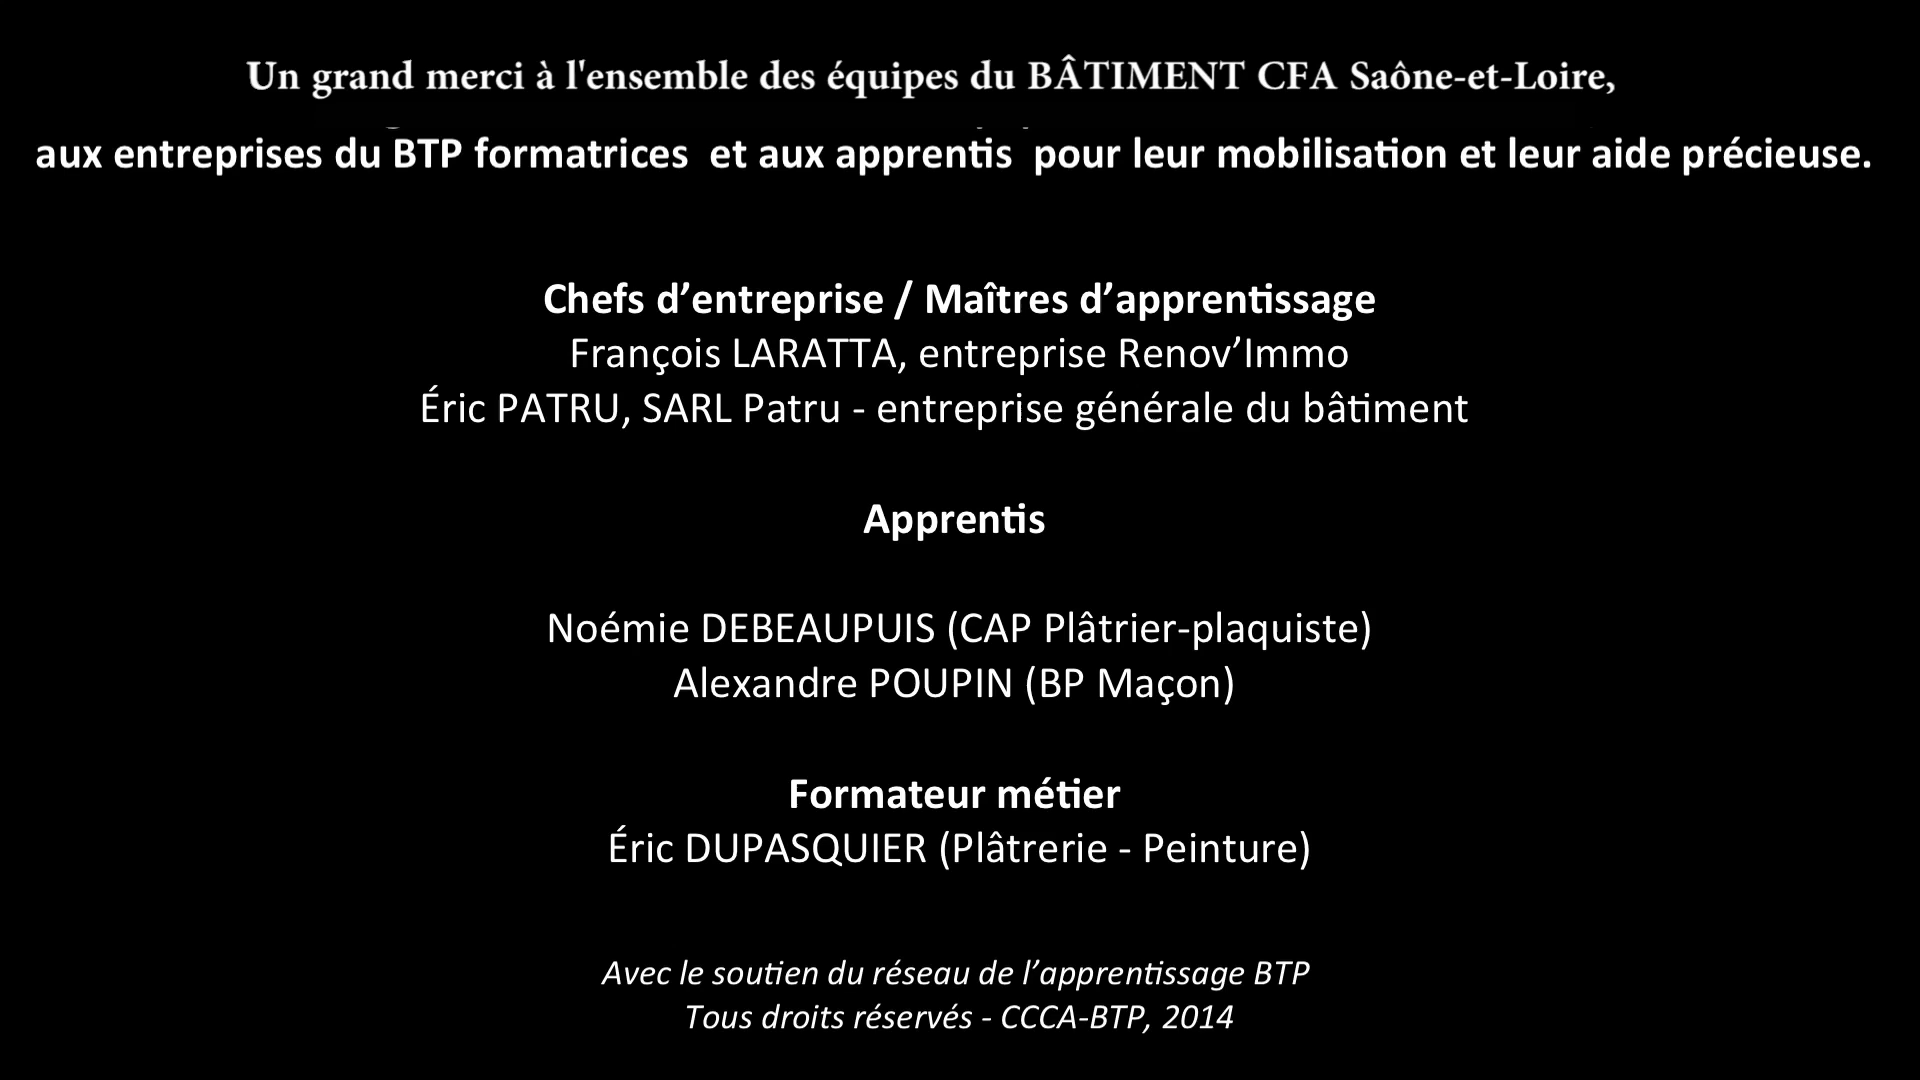 Un grand merci à l'ensemble des équipes du BÂTIMENT CFA Saône-et-Loire,
aux entreprises du BTP formatrices et aux apprentis pour leur mobilisation et leur aide précieuse.
Chefs d’entreprise / Maîtres d’apprentissage
François LARATTA, entreprise Renov’Immo
Éric PATRU, SARL Patru - entreprise générale du bâtiment
Apprentis
Noémie DEBEAUPUIS (CAP Plâtrier-plaquiste)
Alexandre POUPIN (BP Maçon)
Formateur métier
Éric DUPASQUIER (Plâtrerie - Peinture)
Avec le soutien du réseau de l’apprentissage BTP
Tous droits réservés - CCCA-BTP, 2014